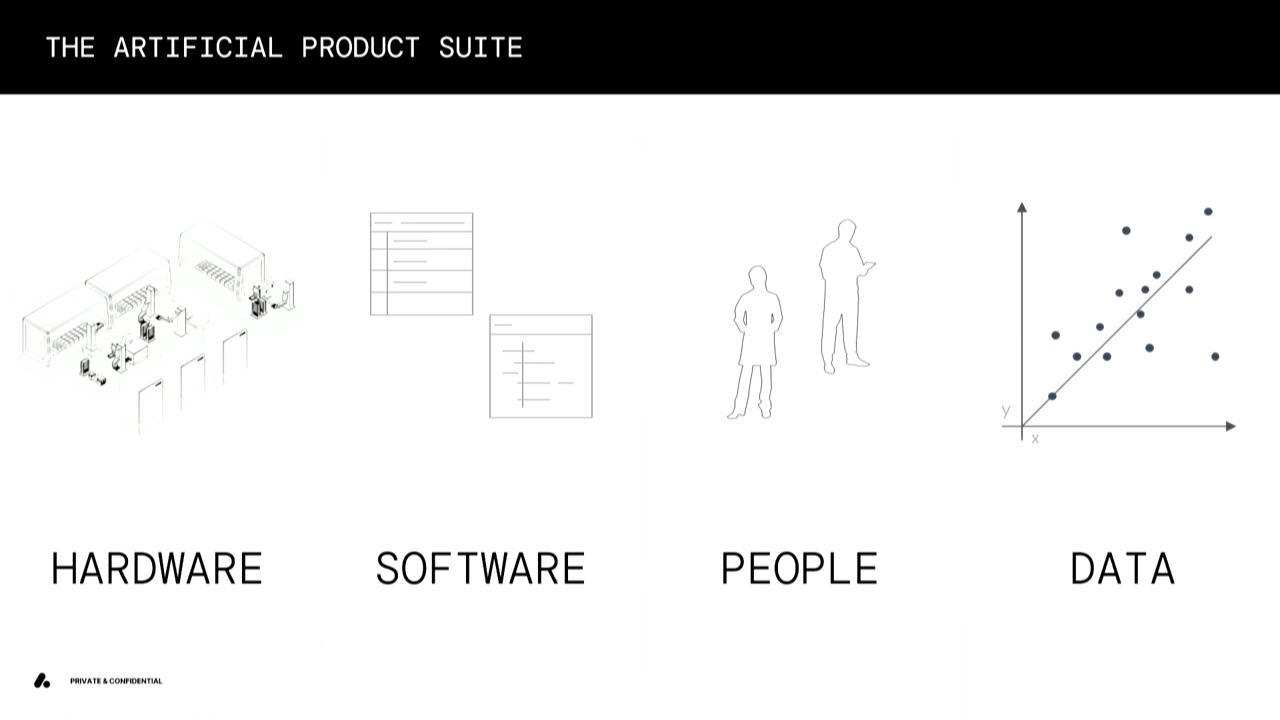 THE ARTIFICIAL PRODUCT SUITE
y
x
HARDWARE
SOFTWARE
PEOPLE
DATA
PRIVATE & CONFIDENTIAL